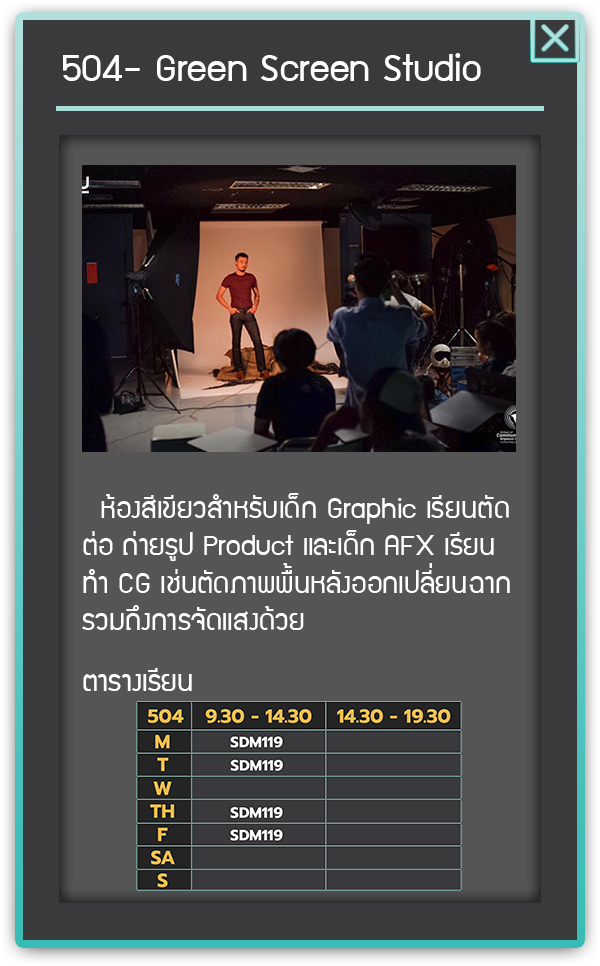 504- Green Screen Studio
ห้องสีเขียวสำหรับเด็ก Graphic เรียนตัด
ต่อ ถ่ายรูป Product และเด็ก AFX เรียน
ทำ CG เช่นตัดภาพพื้นหลังออกเปลี่ยนฉาก
รวมถึงการจัดแสงด้วย
ตารางเรียน
504 9.30 - 14.30 14.30 - 19.30
M SDM119
T SDM119
W
TH SDM119
F SDM119
SA
S